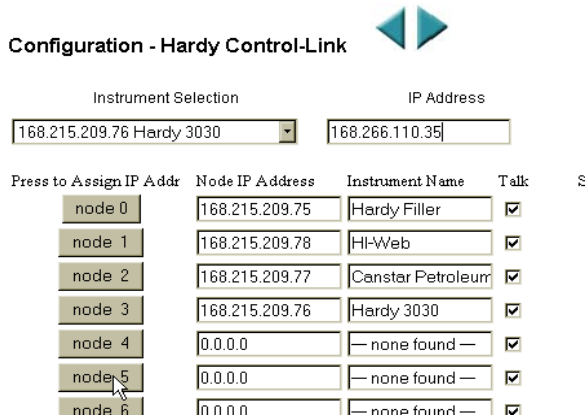 Configuration - Hardy Control-Link
Instrument Selection IP Address
168.215.209.76 Hardy 3030 168.266.110.35
Press to Assign IP Addr Node IP Address Instrument Name Talk S
node 0 168.215.209.75 Hardy Filler
node 1 168.215.209.78 HI-Web
node 2 168.215.209.77 Canstar Petroleum
node 3 168.215.209.76 Hardy 3030
node 4 0.0.0.0 — none found —
node 5 0.0.0.0 — none found —
node 6 0.0.0.0 — none found —